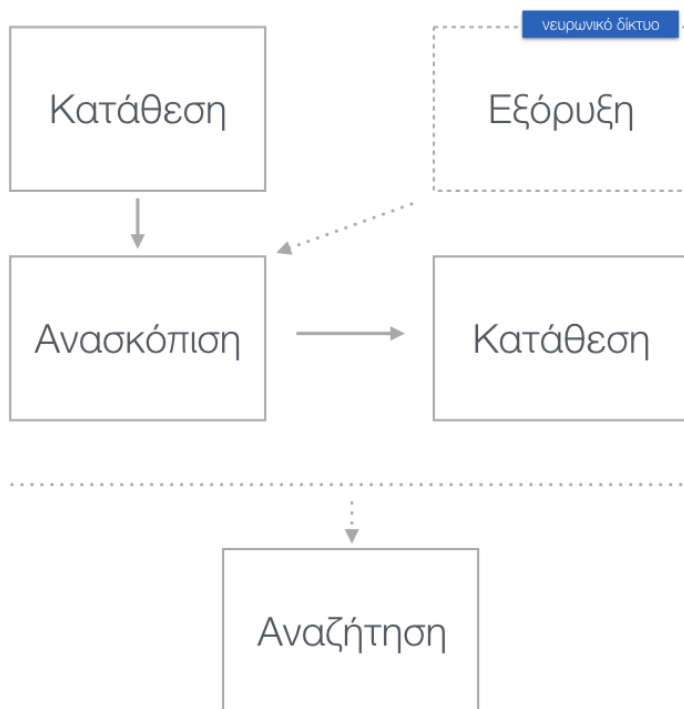 νευρωνικό δίκτυο
Κατάθεση
Εξόρυξη
Ανασκόπιση
Κατάθεση
Αναζήτηση